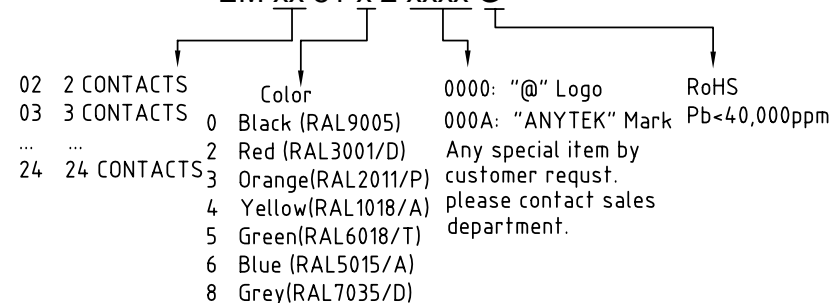 02 2 CONTACTS
03 3 CONTACTS
... ...
24 24 CONTACTS
Color
0 Black (RAL9005)
2 Red (RAL3001/D)
3 Orange(RAL2011/P)
4 Yellow(RAL1018/A)
5 Green(RAL6018/T)
6 Blue (RAL5015/A)
8 Grey(RAL7035/D)
0000: "@" Logo
000A: "ANYTEK" Mark
Any special item by
customer requst.
please contact sales
department.
RoHS
Pb<40,000ppm